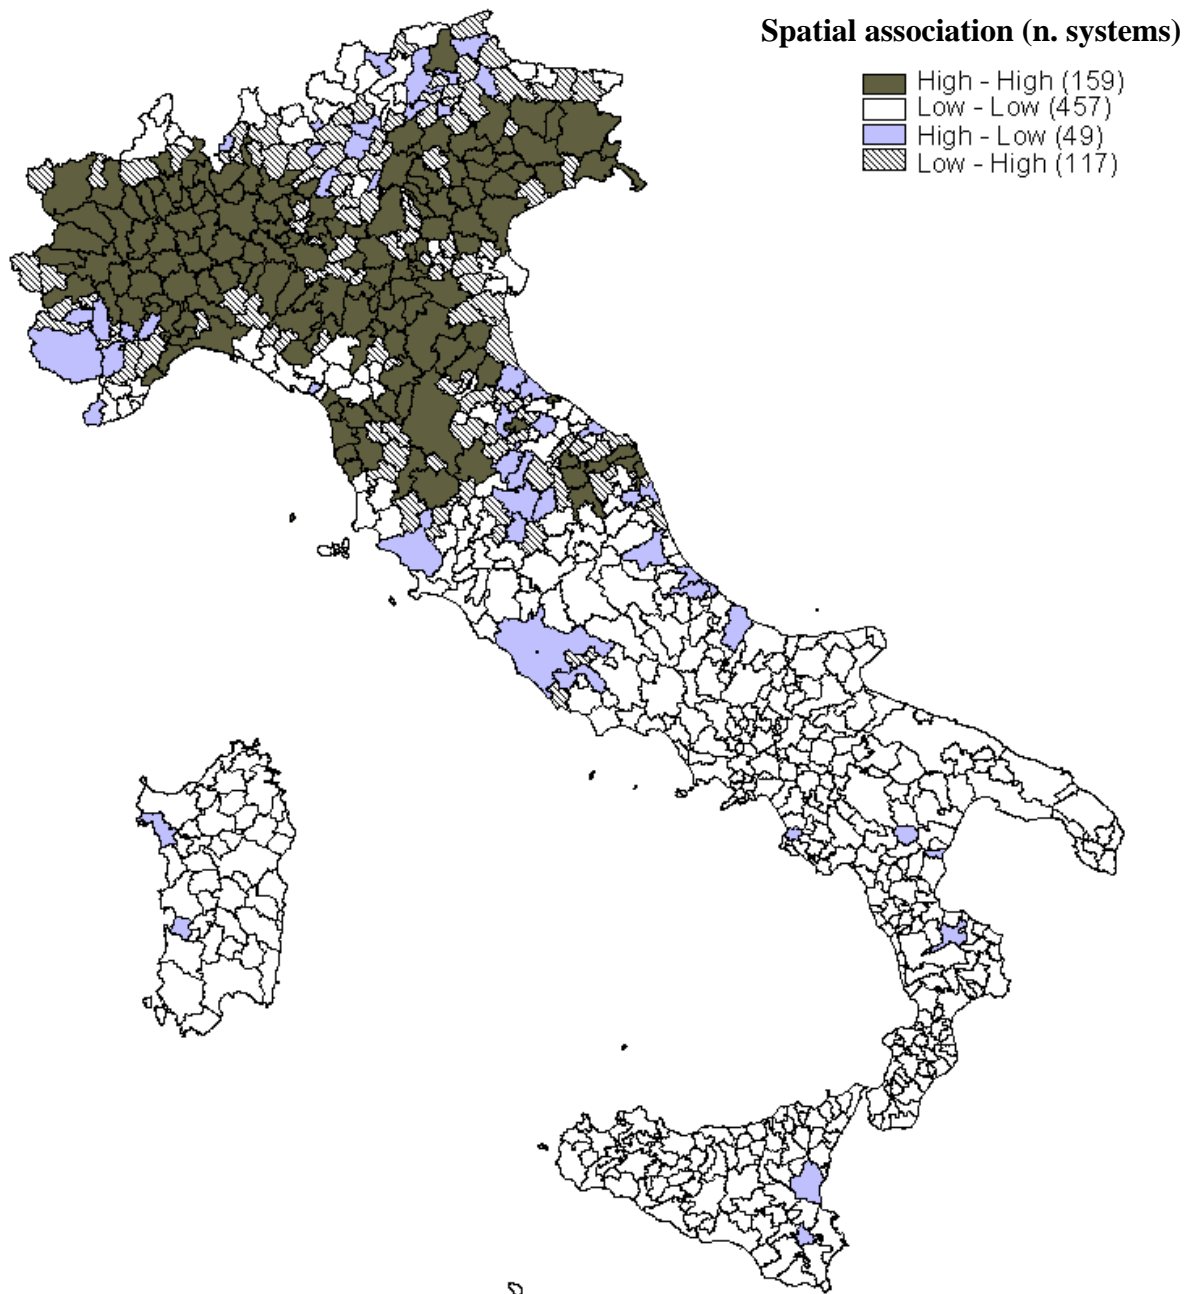 Spatial association (n. systems)
High - High (159)
Low - Low (457)
High - Low (49)
Low - High (117)